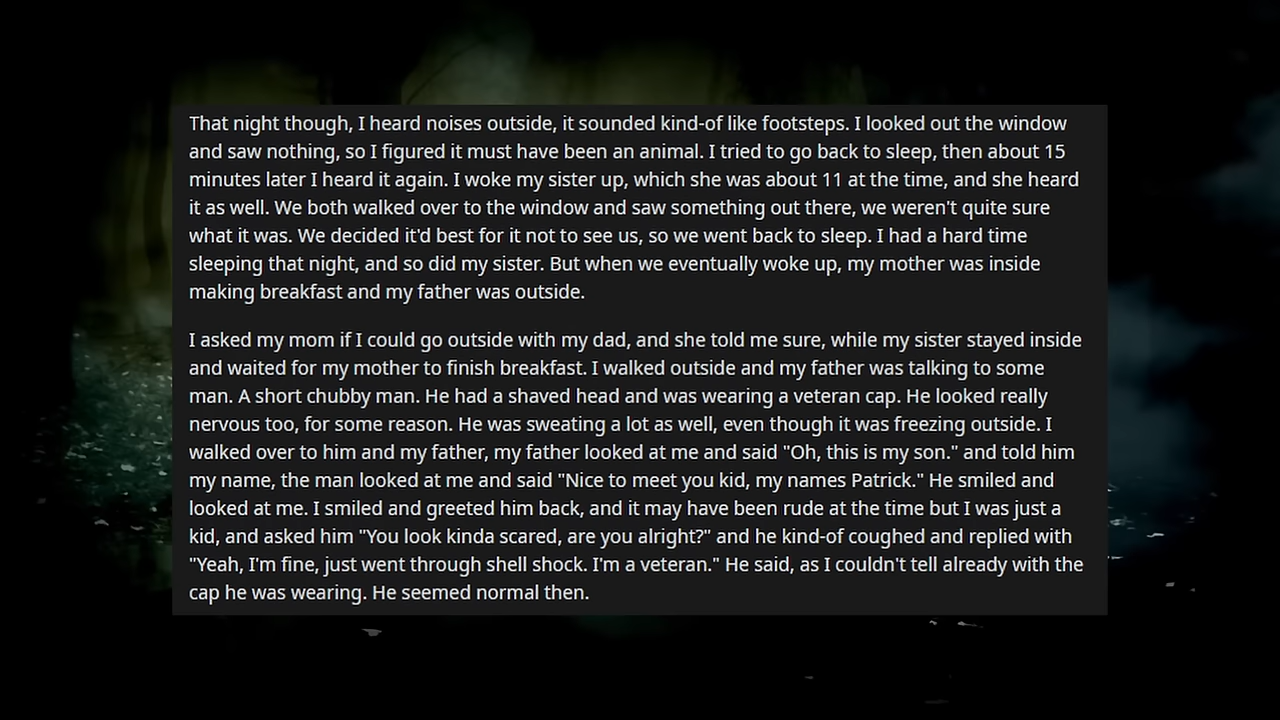 That night though, I heard noises outside, it sounded kind-of like footsteps. I looked out the window
and saw nothing, so I figured it must have been an animal. I tried to go back to sleep, then about 15
minutes later I heard it again. I woke my sister up, which she was about 11 at the time, and she heard
it as well. We both walked over to the window and saw something out there, we weren't quite sure
what it was. We decided it'd best for it not to see us, so we went back to sleep. I had a hard time
sleeping that night, and so did my sister. But when we eventually woke up, my mother was inside
making breakfast and my father was outside.
I asked my mom if I could go outside with my dad, and she told me sure, while my sister stayed inside
and waited for my mother to finish breakfast. I walked outside and my father was talking to some
man. A short chubby man. He had a shaved head and was wearing a veteran cap. He looked really
nervous too, for some reason. He was sweating a lot as well, even though it was freezing outside. I
walked over to him and my father, my father looked at me and said "Oh, this is my son." and told him
my name, the man looked at me and said "Nice to meet you kid, my names Patrick." He smiled and
looked at me. I smiled and greeted him back, and it may have been rude at the time but I was just a
kid, and asked him "You look kinda scared, are you alright?" and he kind-of coughed and replied with
"Yeah, I'm fine, just went through shell shock. I'm a veteran." He said, as I couldn't tell already with the
cap he was wearing. He seemed normal then.